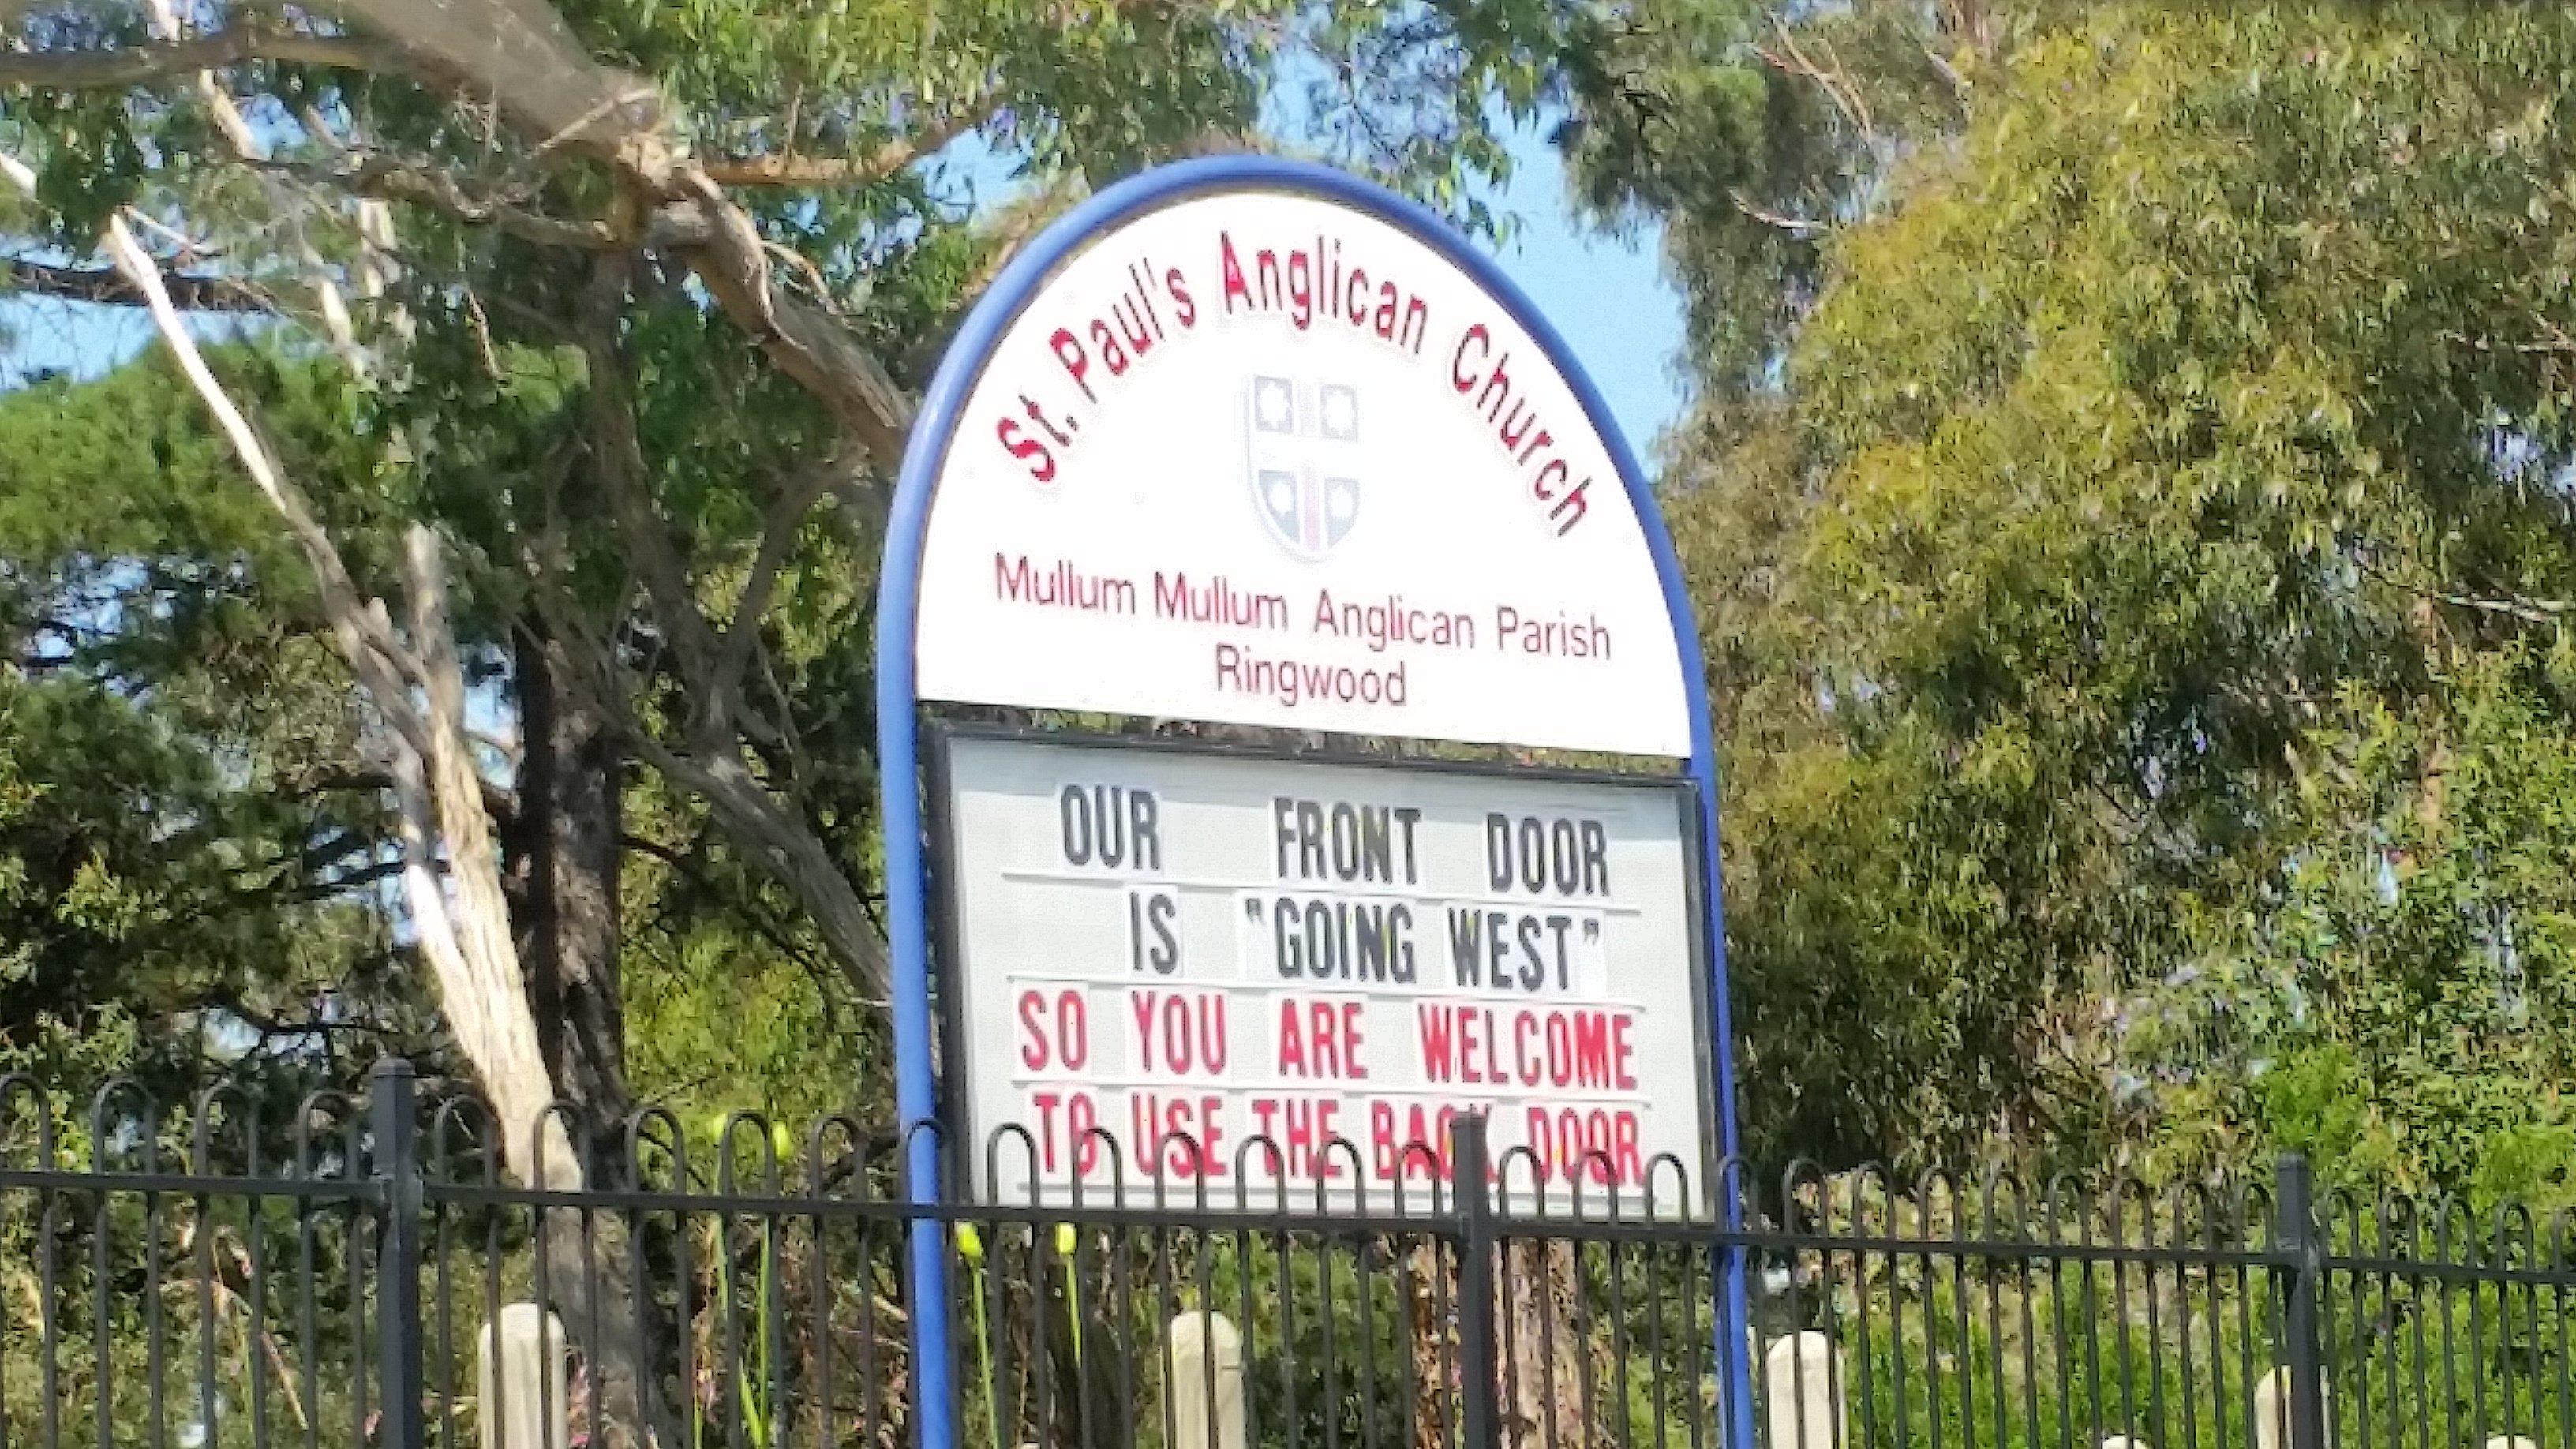 St. Paul's Anglican Church
Mullum Mullum Anglican Parish
Ringwood
OUR FRONT DOOR
IS "GOING WEST"
SO YOU ARE WELCOME
TO USE THE BACK DOOR